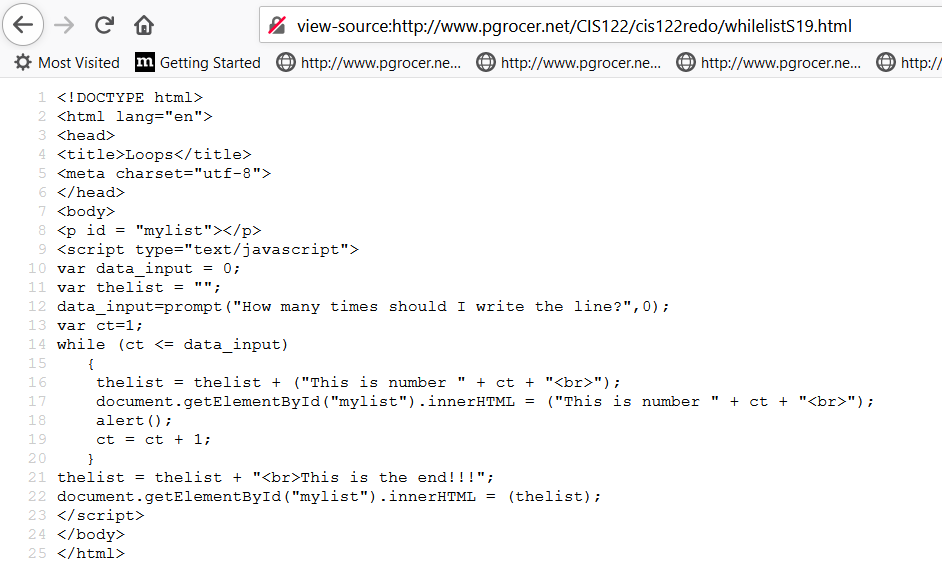 view-source:http://www.pgrocer.net/CIS122/cis122redo/whilelistS19.html
Most Visited m Getting Started http://www.pgrocer.ne... http://www.pgrocer.ne... http://www.pgrocer.ne... http://
1 <!DOCTYPE html>
2 <html lang="en">
3 <head>
4 <title>Loops</title>
5 <meta charset="utf-8">
6 </head>
7 <body>
8 <p id = "mylist"></p>
9 <script type="text/javascript">
10 var data_input = 0;
11 var thelist = "";
12 data_input=prompt("How many times should I write the line?",0);
13 var ct=1;
14 while (ct <= data_input)
15    {
16     thelist = thelist + ("This is number " + ct + "<br>");
17     document.getElementById("mylist").innerHTML = ("This is number " + ct + "<br>");
18     alert();
19     ct = ct + 1;
20    }
21 thelist = thelist + "<br>This is the end!!!";
22 document.getElementById("mylist").innerHTML = (thelist);
23 </script>
24 </body>
25 </html>